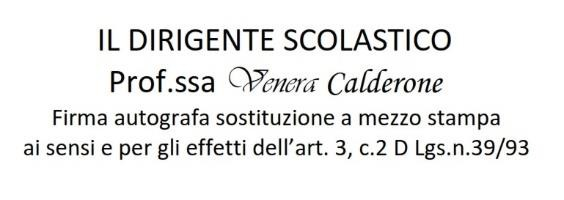 IL DIRIGENTE SCOLASTICO
Prof.ssa Venera Calderone
Firma autografa sostituzione a mezzo stampa
ai sensi e per gli effetti dell’art. 3, c.2 D Lgs.n.39/93